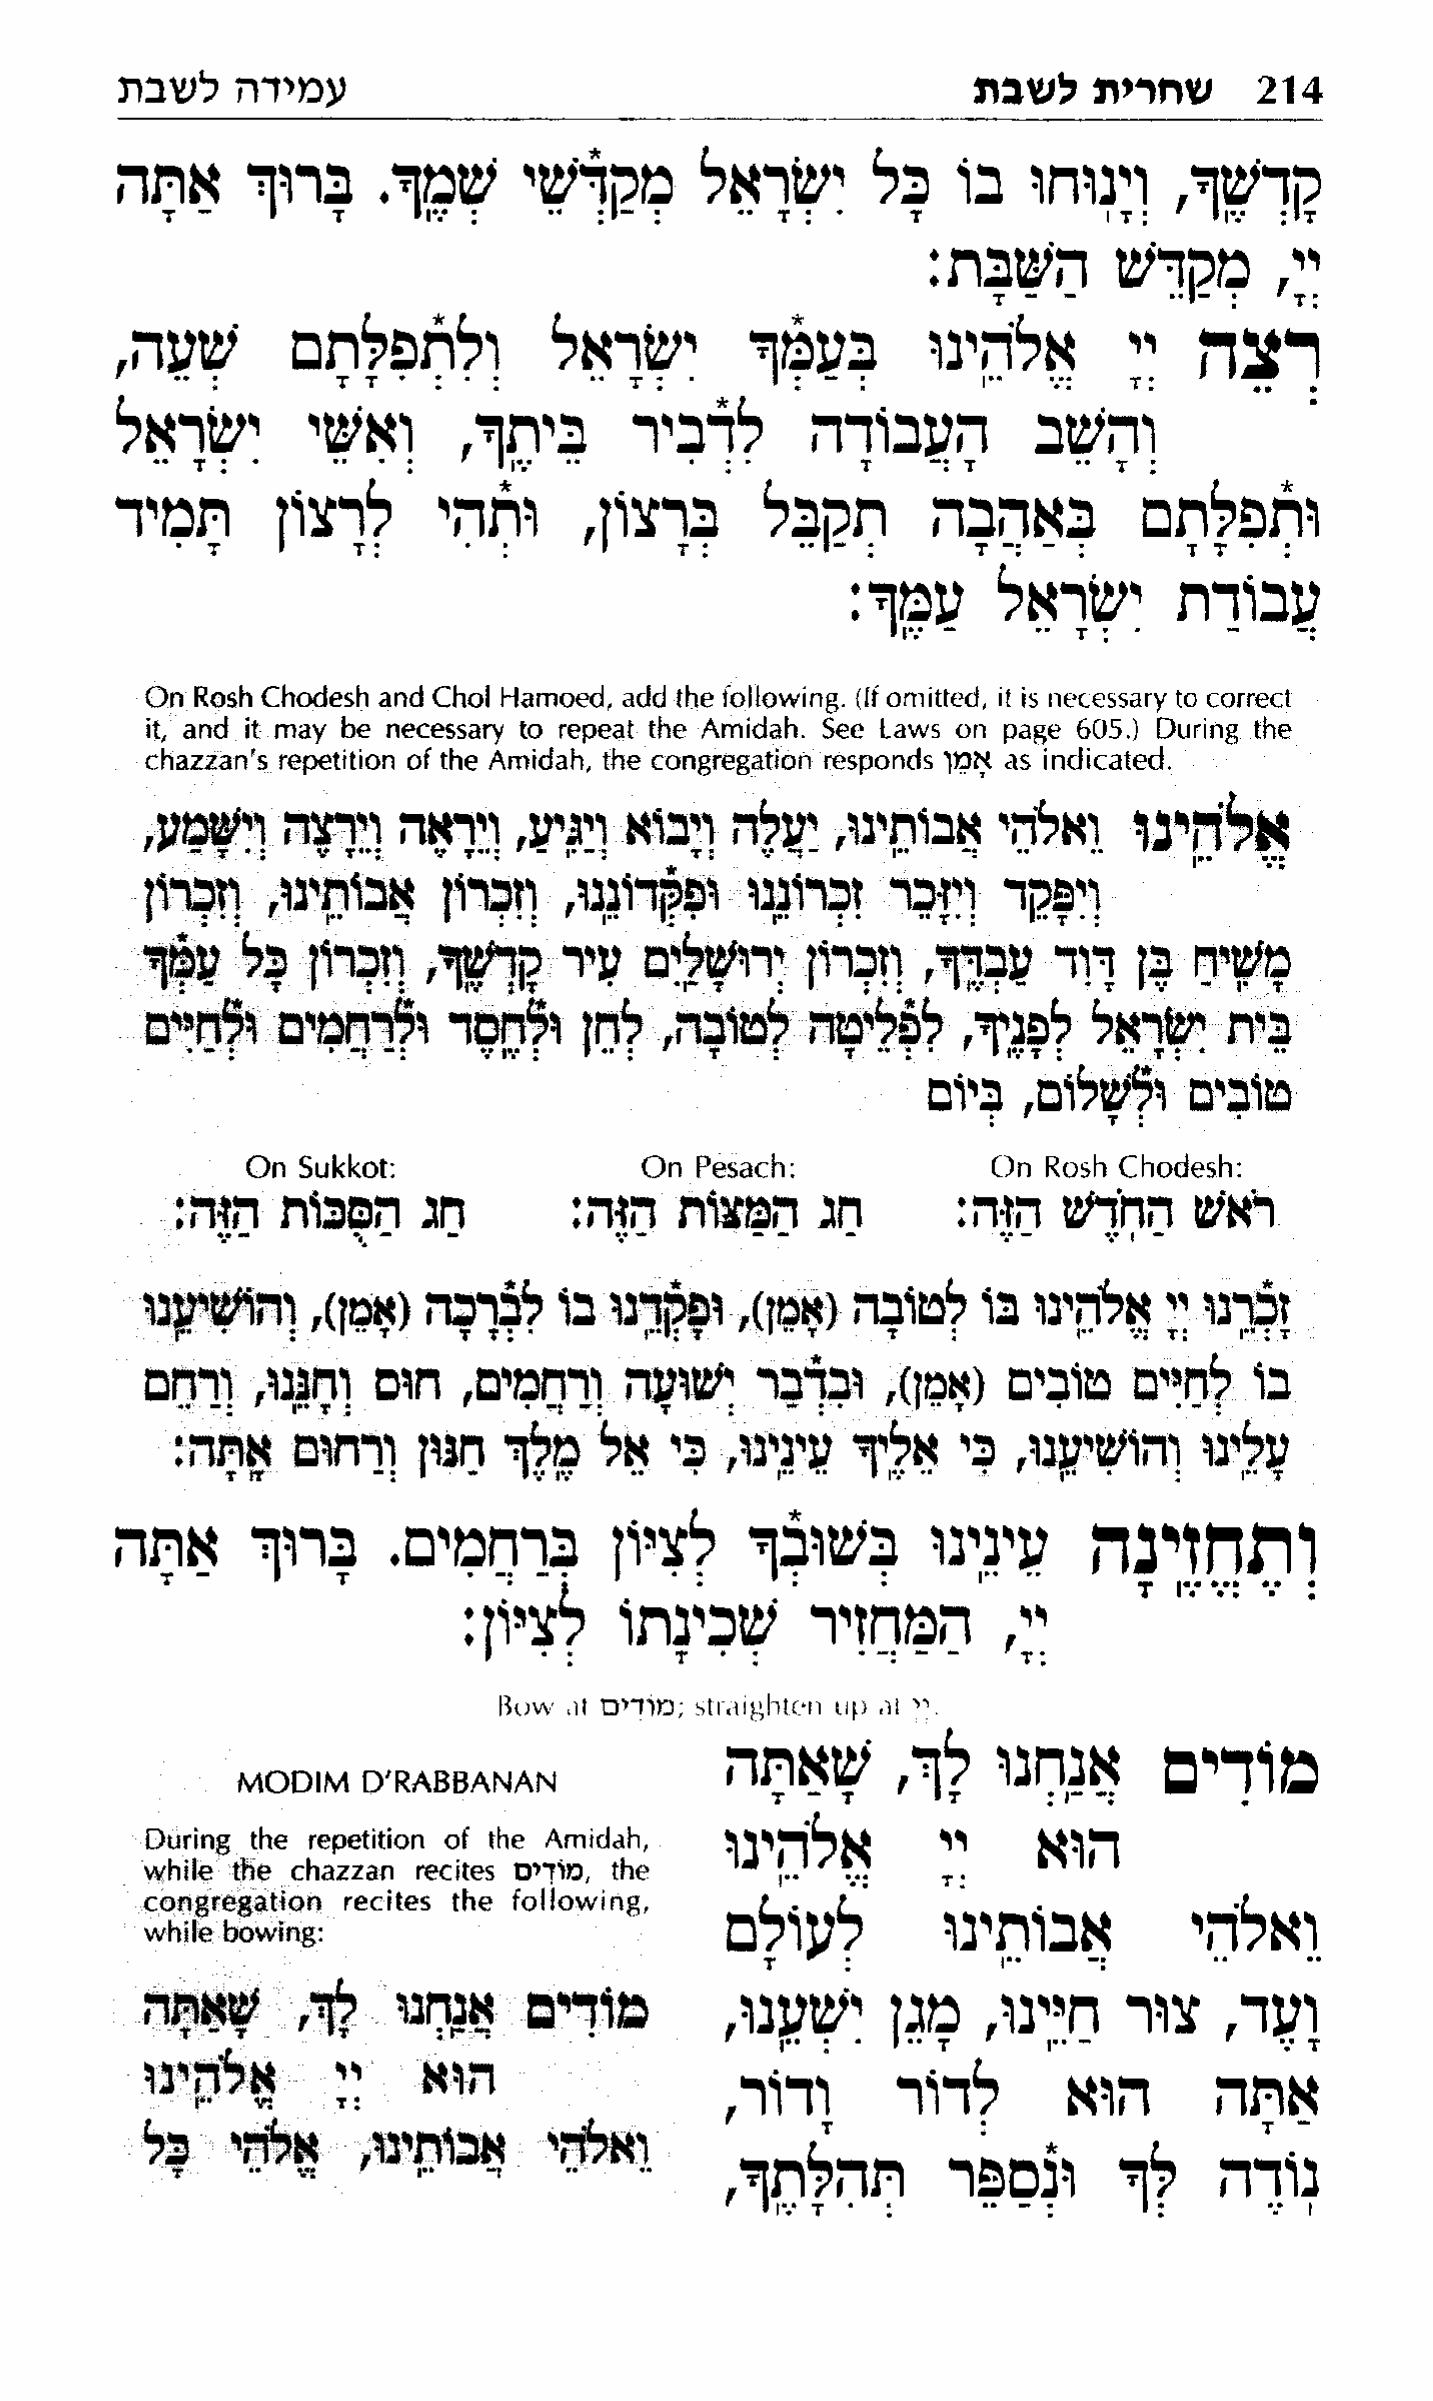 214 שחרית לשבת עמידה לשבת
קָדְשֶֽׁךָ, וְיָנֽוּחוּ בוֹ כָּל יִשְׂרָאֵל מְקַדְּ*שֵׁי שְׁמֶֽךָ. בָּרוּךְ אַתָּה
יְיָ, מְקַדֵּשׁ הַשַּׁבָּת:
רְצֵה יְיָ אֱלֹהֵֽינוּ בְּעַמְּ*ךָ יִשְׂרָאֵל וְלִתְ*פִלָּתָם שְׁעֵה,
וְהָשֵׁב הָעֲבוֹדָה לִדְ*בִיר בֵּיתֶֽךָ, וְאִשֵּׁי יִשְׂרָאֵל
וּתְ*פִלָּתָם בְּאַהֲבָה תְקַבֵּל בְּרָצוֹן, וּתְ*הִי לְרָצוֹן תָּמִיד
עֲבוֹדַת יִשְׂרָאֵל עַמֶּֽךָ:
On Rosh Chodesh and Chol Hamoed, add the following. (If omitted, it is necessary to correct
it, and it may be necessary to repeat the Amidah. See Laws on page 605.) During the
chazzan's repetition of the Amidah, the congregation responds אָמֵן as indicated.
אֱלֹהֵֽינוּ וֵאלֹהֵי אֲבוֹתֵֽינוּ, יַעֲלֶה וְיָבוֹא וְיַגִּֽיעַ, וְיֵרָאֶה וְיֵרָצֶה וְיִשָּׁמַע,
וְיִפָּקֵד וְיִזָּכֵר זִכְרוֹנֵֽנוּ וּפִקְ*דוֹנֵֽנוּ, וְזִכְרוֹן אֲבוֹתֵֽינוּ, וְזִכְרוֹן
מָשִֽׁיחַ בֶּן דָּוִד עַבְדֶּֽךָ, וְזִכְרוֹן יְרוּשָׁלַֽיִם עִיר קָדְשֶֽׁךָ, וְזִכְרוֹן כָּל עַמְּ*ךָ
בֵּית יִשְׂרָאֵל לְפָנֶֽיךָ, לִפְ*לֵיטָה לְטוֹבָה, לְחֵן וּלְ*חֶֽסֶד וּלְ*רַחֲמִים וּלְ*חַיִּים
טוֹבִים וּלְ*שָׁלוֹם, בְּיוֹם
On Rosh Chodesh: On Pesach: On Sukkot:
רֹאשׁ הַחֹֽדֶשׁ הַזֶּה: חַג הַמַּצּוֹת הַזֶּה: חַג הַסֻּכּוֹת הַזֶּה:
זָכְ*רֵֽנוּ יְיָ אֱלֹהֵֽינוּ בּוֹ לְטוֹבָה (אָמֵן), וּפָקְ*דֵֽנוּ בוֹ לִבְ*רָכָה (אָמֵן), וְהוֹשִׁיעֵֽנוּ
בוֹ לְחַיִּים טוֹבִים (אָמֵן), וּבִדְ*בַר יְשׁוּעָה וְרַחֲמִים, חוּס וְחָנֵּֽנוּ, וְרַחֵם
עָלֵֽינוּ וְהוֹשִׁיעֵֽנוּ, כִּי אֵלֶֽיךָ עֵינֵֽינוּ, כִּי אֵל מֶֽלֶךְ חַנּוּן וְרַחוּם אָֽתָּה:
וְתֶחֱזֶֽינָה עֵינֵֽינוּ בְּשׁוּבְ*ךָ לְצִיּוֹן בְּרַחֲמִים. בָּרוּךְ אַתָּה
יְיָ, הַמַּחֲזִיר שְׁכִינָתוֹ לְצִיּוֹן:
Bow at מוֹדִים; straighten up at יְיָ.
מוֹדִים אֲנַֽחְנוּ לָךְ, שָׁאַתָּה
הוּא יְיָ אֱלֹהֵֽינוּ
וֵאלֹהֵי אֲבוֹתֵֽינוּ לְעוֹלָם
וָעֶד, צוּר חַיֵּֽינוּ, מָגֵן יִשְׁעֵֽנוּ,
אַתָּה הוּא לְדוֹר וָדוֹר,
נֽוֹדֶה לְּךָ וּנְ*סַפֵּר תְּהִלָּתֶֽךָ,
MODIM D'RABBANAN
During the repetition of the Amidah,
while the chazzan recites מוֹדִים, the
congregation recites the following,
while bowing:
מוֹדִים אֲנַֽחְנוּ לָךְ, שָׁאַתָּה
הוּא יְיָ אֱלֹהֵֽינוּ
וֵאלֹהֵי אֲבוֹתֵֽינוּ, אֱלֹהֵי כָּל